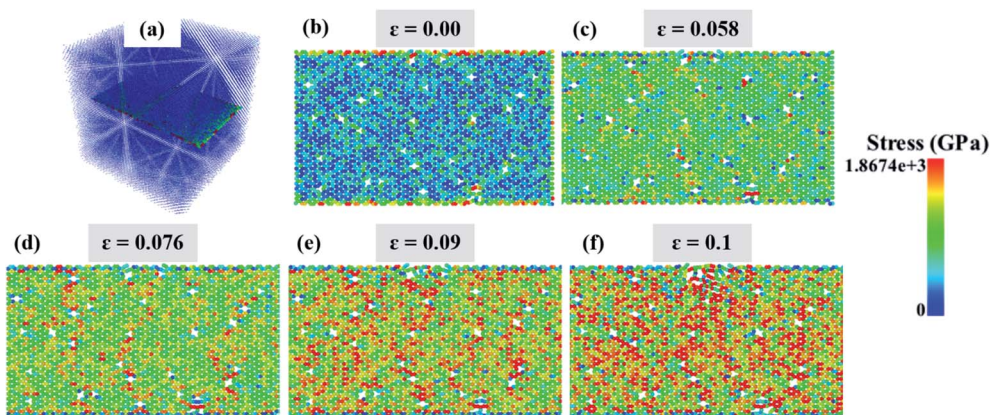 (a)
(b)
ε = 0.00
(c)
ε = 0.058
Stress (GPa)
1.8674e+3
0
(d)
ε = 0.076
(e)
ε = 0.09
(f)
ε = 0.1